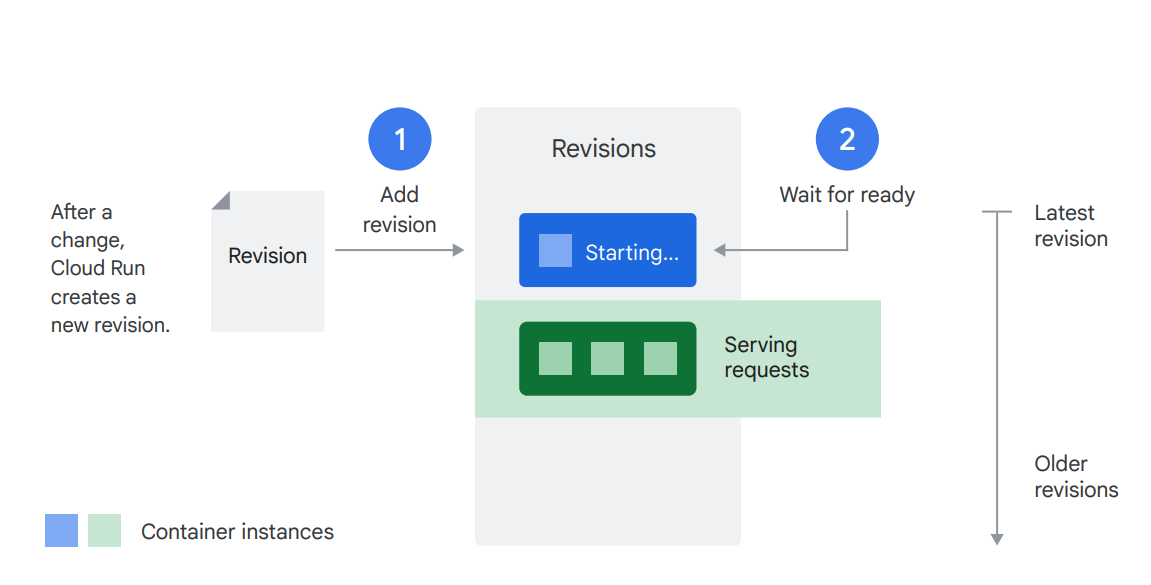 After a
change,
Cloud Run
creates a
new revision.
Revision
1
Add
revision
Revisions
Starting...
2
Wait for ready
Serving
requests
Latest
revision
Older
revisions
Container instances